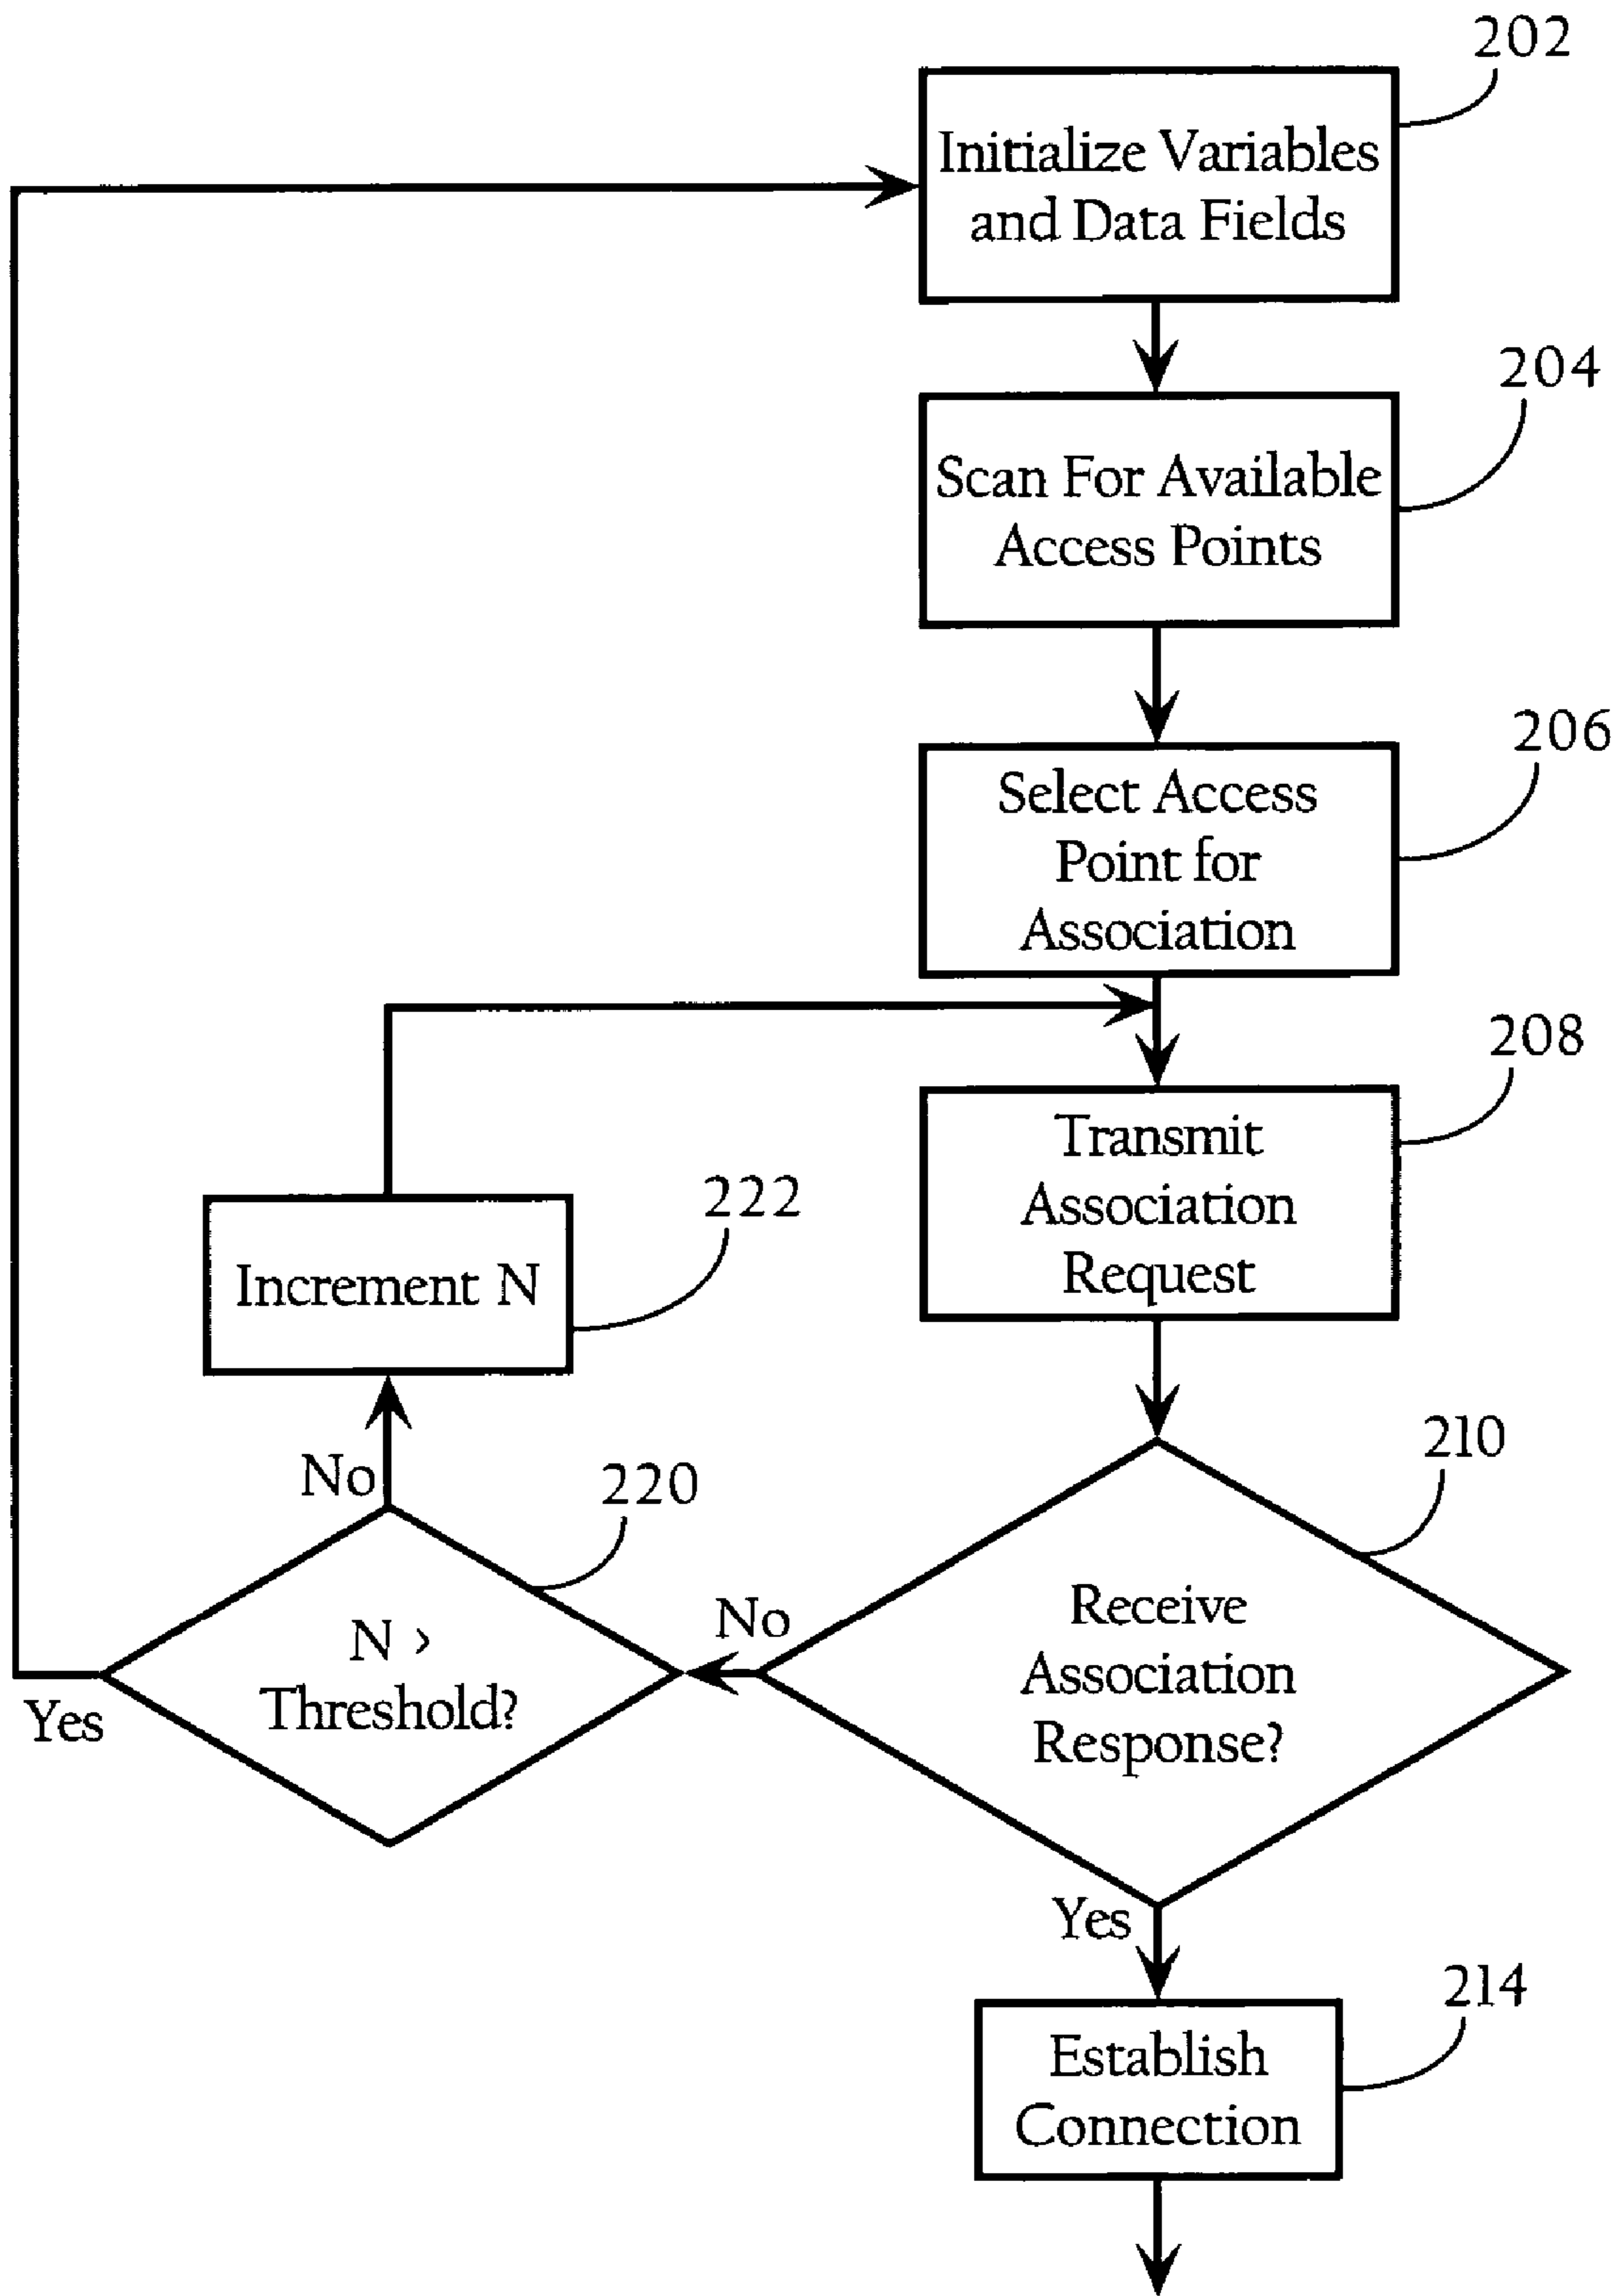 202
Initialize Variables
and Data Fields
204
Scan For Available
Access Points
206
Select Access
Point for
Association
208
Transmit
Association
Request
222
Increment N
210
No
220
Receive
Association
Response?
No
N >
Threshold?
Yes
Yes
214
Establish
Connection